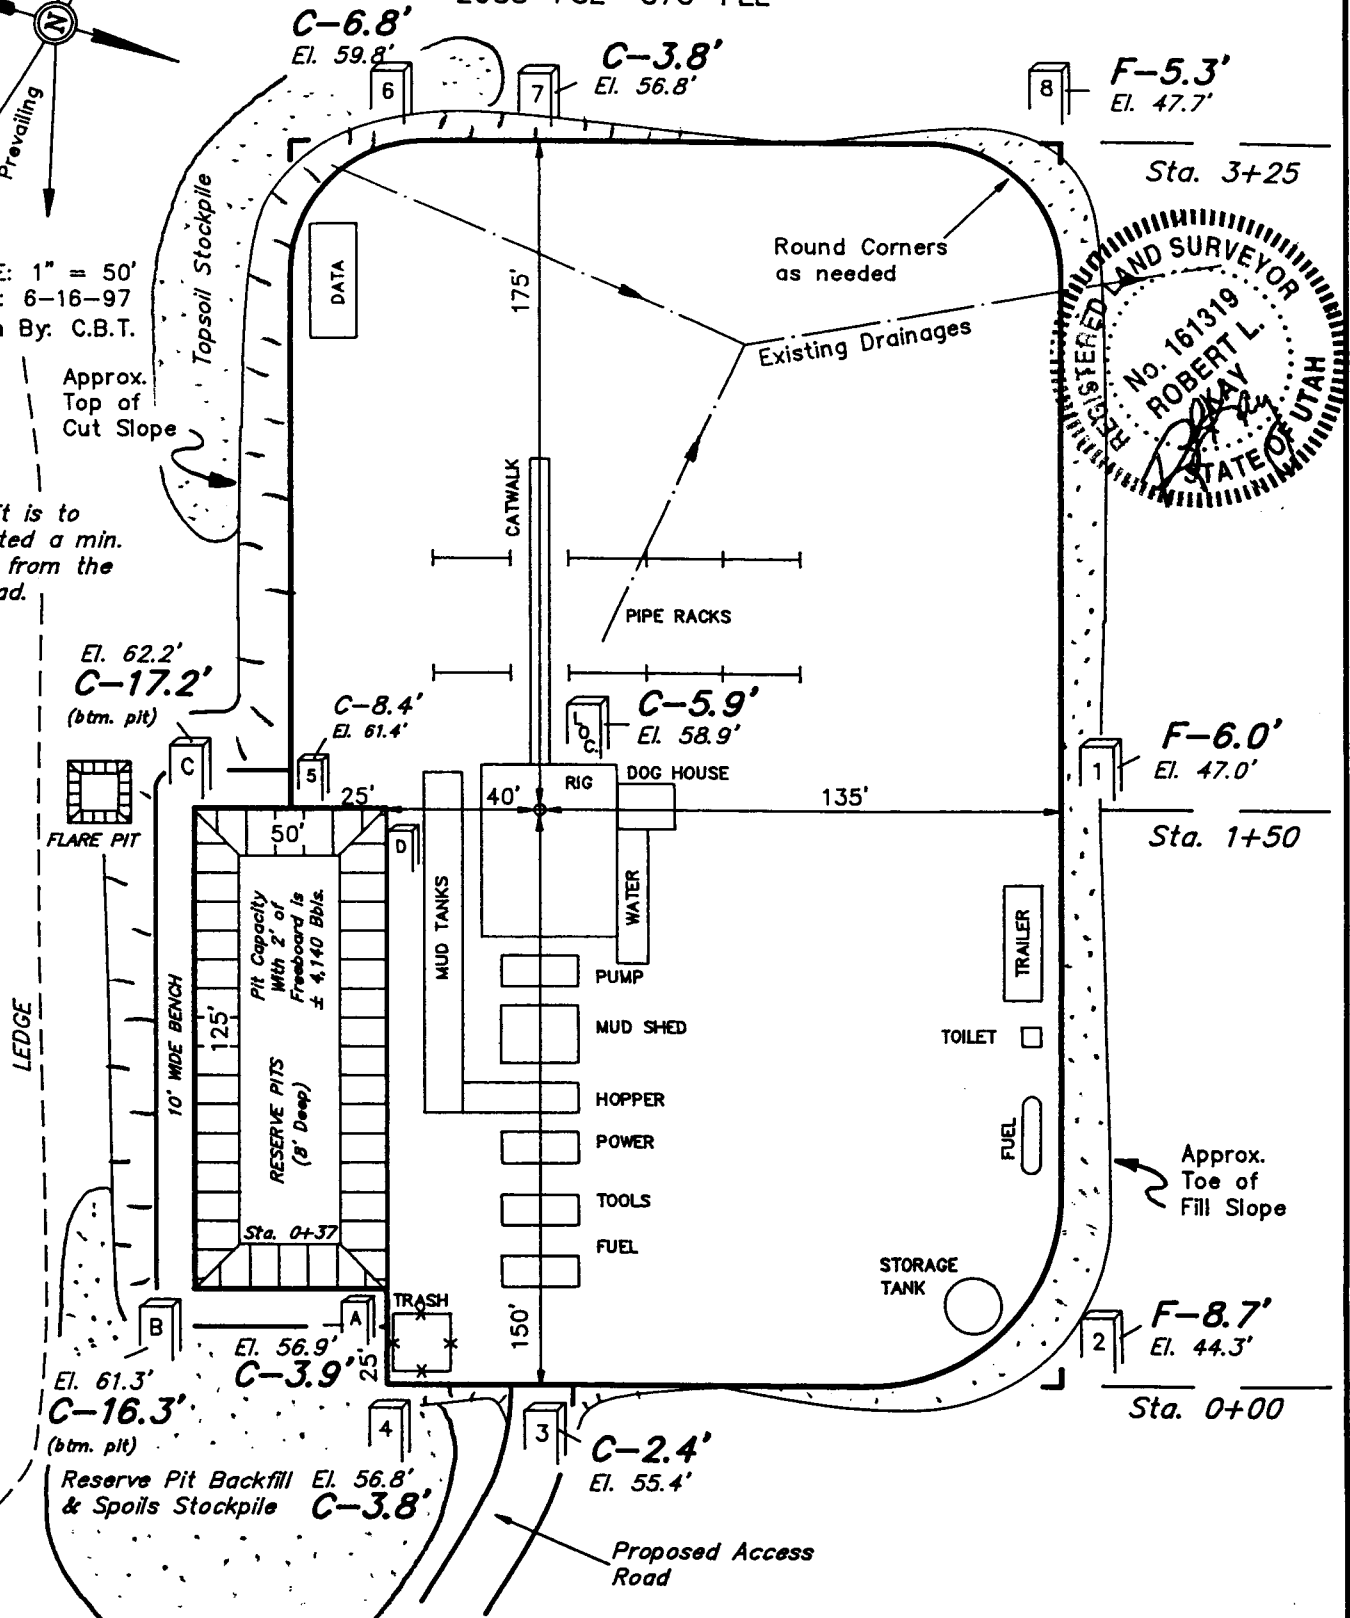 C-6.8'
El. 59.8'
6
C-3.8'
El. 56.8'
7
8
F-5.3'
El. 47.7'
N
Prevailing
Sta. 3+25
Topsoil Stockpile
DATA
175'
Round Corners
as needed
Existing Drainages
REGISTERED LAND SURVEYOR
No. 161319
ROBERT L.
KAY
STATE OF UTAH
1" = 50'
6-16-97
By: C.B.T.
Approx.
Top of
Cut Slope
CATWALK
is to
a min.
from the
PIPE RACKS
El. 62.2'
C-17.2'
(btm. pit)
C
C-8.4'
El. 61.4'
5
LOC.
C-5.9'
El. 58.9'
F-6.0'
El. 47.0'
1
RIG
DOG HOUSE
25'
40'
135'
Sta. 1+50
FLARE PIT
50'
D
MUD TANKS
WATER
TRAILER
Pit Capacity
With 2' of
Freeboard is
± 4,140 Bbls.
125'
10' WIDE BENCH
LEDGE
RESERVE PITS
(8' Deep)
PUMP
MUD SHED
TOILET
HOPPER
POWER
FUEL
TOOLS
FUEL
Approx.
Toe of
Fill Slope
Sta. 0+37
STORAGE
TANK
TRASH
150'
B
A
El. 56.9'
C-3.9'
25'
2
F-8.7'
El. 44.3'
El. 61.3'
C-16.3'
(btm. pit)
Sta. 0+00
4
3
C-2.4'
El. 55.4'
Reserve Pit Backfill
& Spoils Stockpile
El. 56.8'
C-3.8'
Proposed Access
Road